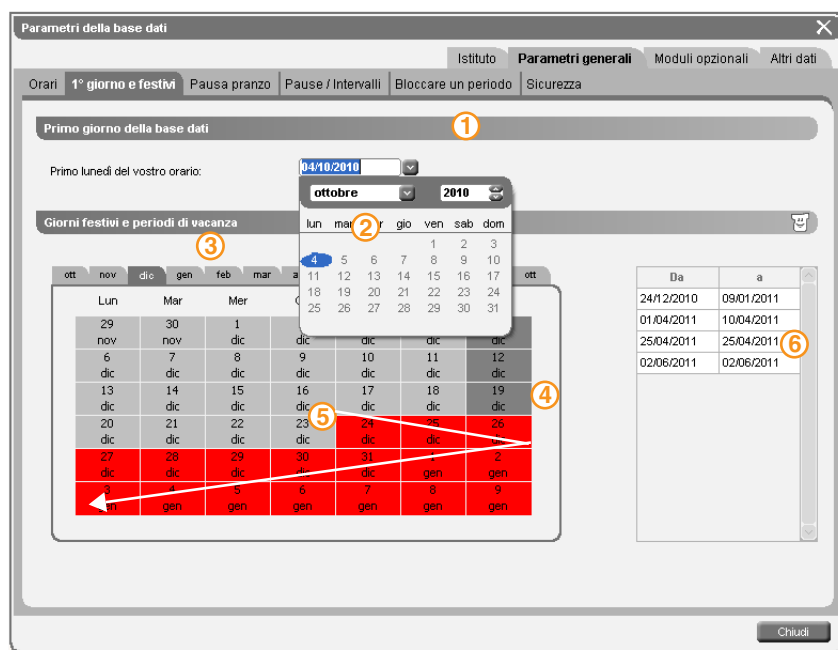 Parametri della base dati
Istituto Parametri generali Moduli opzionali Altri dati
Orari 1° giorno e festivi Pausa pranzo Pause / Intervalli Bloccare un periodo Sicurezza
Primo giorno della base dati 1
Primo lunedì del vostro orario: 04/10/2010
ottobre 2010
Giorni festivi e periodi di vacanza
lun mar 2 gio ven sab dom
1 2 3
4 5 6 7 8 9 10
11 12 13 14 15 16 17
18 19 20 21 22 23 24
25 26 27 28 29 30 31
3
ott nov dic gen feb mar a ott
Lun Mar Mer
29 30 1
nov nov dic dic dic dic dic
6 7 8 9 10 11 12
dic dic dic dic dic dic dic
13 14 15 16 17 18 19
dic dic dic dic dic dic dic
4
5
20 21 22 23 24 25 26
dic dic dic dic dic dic dic
27 28 29 30 31 1 2
dic dic dic dic dic gen gen
3 4 5 6 7 8 9
gen gen gen gen gen gen gen
Da a
24/12/2010 09/01/2011
01/04/2011 10/04/2011
25/04/2011 25/04/2011
02/06/2011 02/06/2011
6
Chiudi